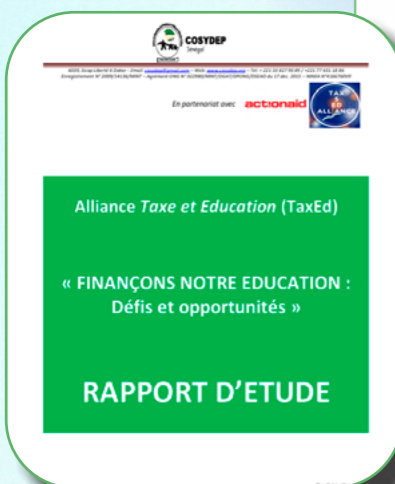 COSYDEP
Sénégal
En partenariat avec actionaid
TAX
& ED
ALLIANCE
Alliance Taxe et Education (TaxEd)
« FINANÇONS NOTRE EDUCATION :
Défis et opportunités »
RAPPORT D’ETUDE